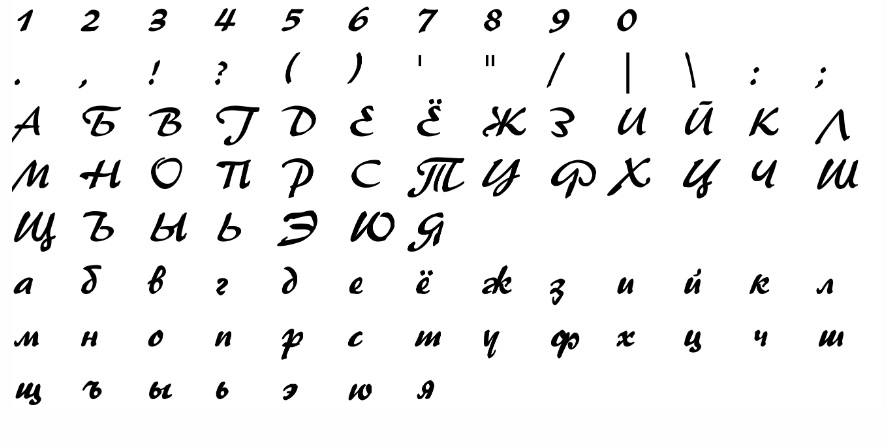 1 2 3 4 5 6 7 8 9 0
. , ! ? ( ) ' " / | \ : ;
А Б В Г Д Е Ё Ж З И Й К Л
М Н О П Р С Т У Ф Х Ц Ч Ш
Щ Ъ Ы Ь Э Ю Я
а б в г д е ё ж з и й к л
м н о п р с т у ф х ц ч ш
щ ъ ы ь э ю я